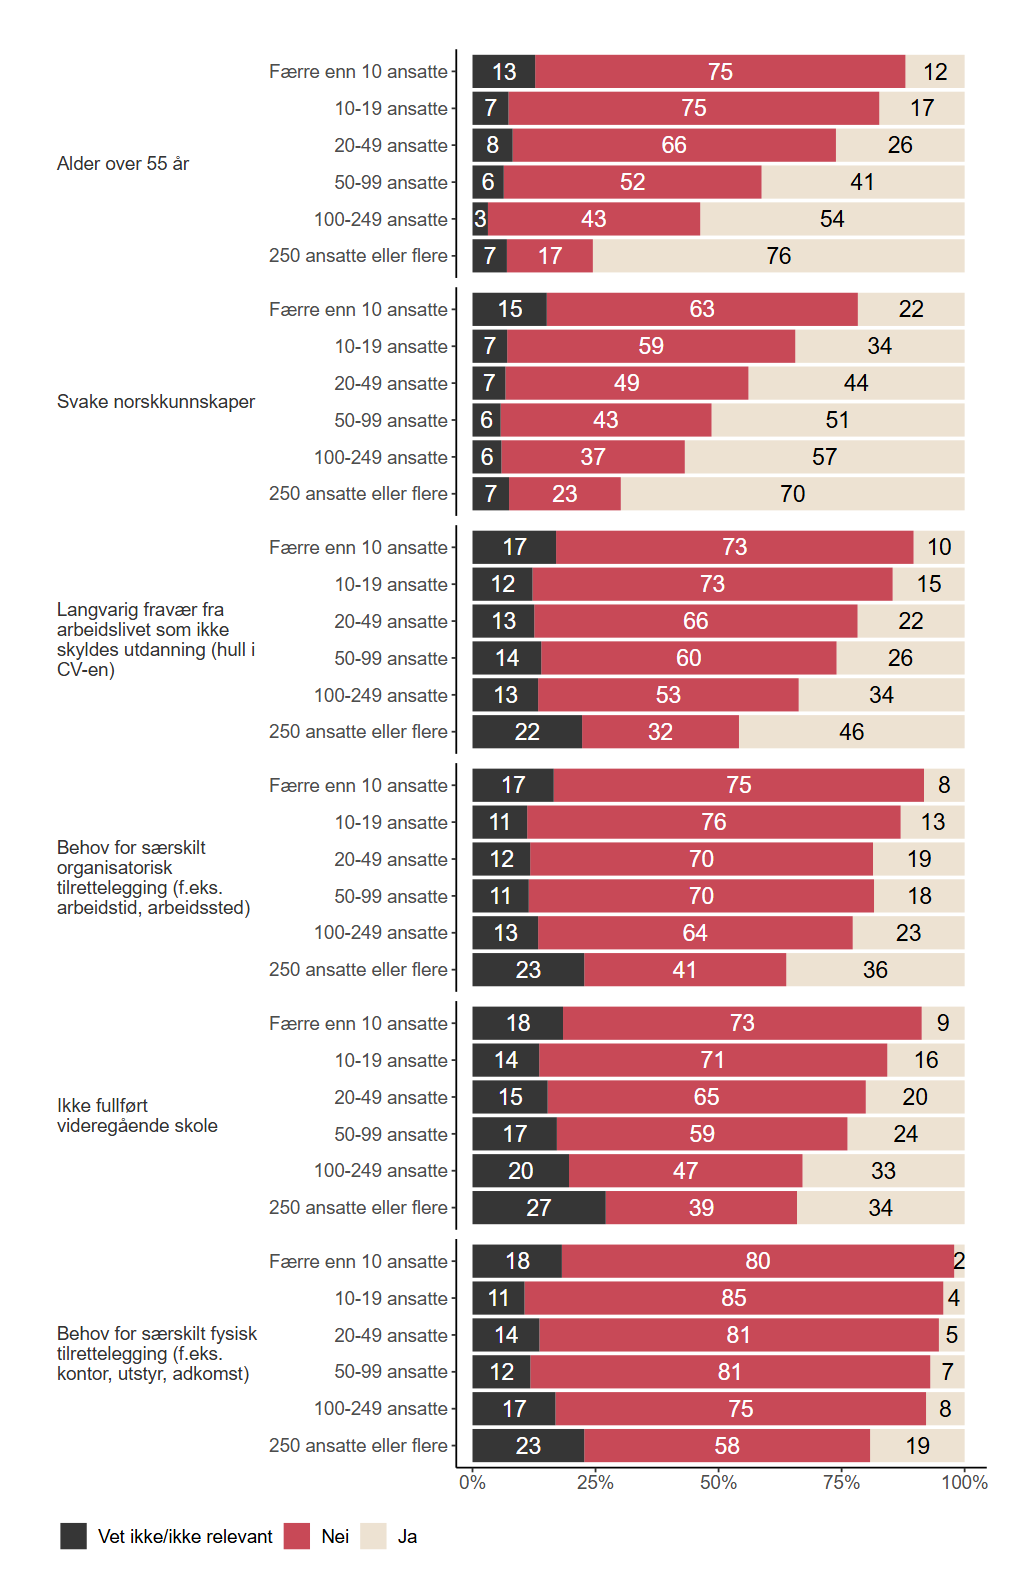 Alder over 55 år
Færre enn 10 ansatte 13 75 12
10-19 ansatte 7 75 17
20-49 ansatte 8 66 26
50-99 ansatte 6 52 41
100-249 ansatte 3 43 54
250 ansatte eller flere 7 17 76
Svake norskkunnskaper
Færre enn 10 ansatte 15 63 22
10-19 ansatte 7 59 34
20-49 ansatte 7 49 44
50-99 ansatte 6 43 51
100-249 ansatte 6 37 57
250 ansatte eller flere 7 23 70
Langvarig fravær fra
arbeidslivet som ikke
skyldes utdanning (hull i
CV-en)
Færre enn 10 ansatte 17 73 10
10-19 ansatte 12 73 15
20-49 ansatte 13 66 22
50-99 ansatte 14 60 26
100-249 ansatte 13 53 34
250 ansatte eller flere 22 32 46
Behov for særskilt
organisatorisk
tilrettelegging (f.eks.
arbeidstid, arbeidssted)
Færre enn 10 ansatte 17 75 8
10-19 ansatte 11 76 13
20-49 ansatte 12 70 19
50-99 ansatte 11 70 18
100-249 ansatte 13 64 23
250 ansatte eller flere 23 41 36
Ikke fullført
videregående skole
Færre enn 10 ansatte 18 73 9
10-19 ansatte 14 71 16
20-49 ansatte 15 65 20
50-99 ansatte 17 59 24
100-249 ansatte 20 47 33
250 ansatte eller flere 27 39 34
Behov for særskilt fysisk
tilrettelegging (f.eks.
kontor, utstyr, adkomst)
Færre enn 10 ansatte 18 80 2
10-19 ansatte 11 85 4
20-49 ansatte 14 81 5
50-99 ansatte 12 81 7
100-249 ansatte 17 75 8
250 ansatte eller flere 23 58 19
0% 25% 50% 75% 100%
Vet ikke/ikke relevant Nei Ja